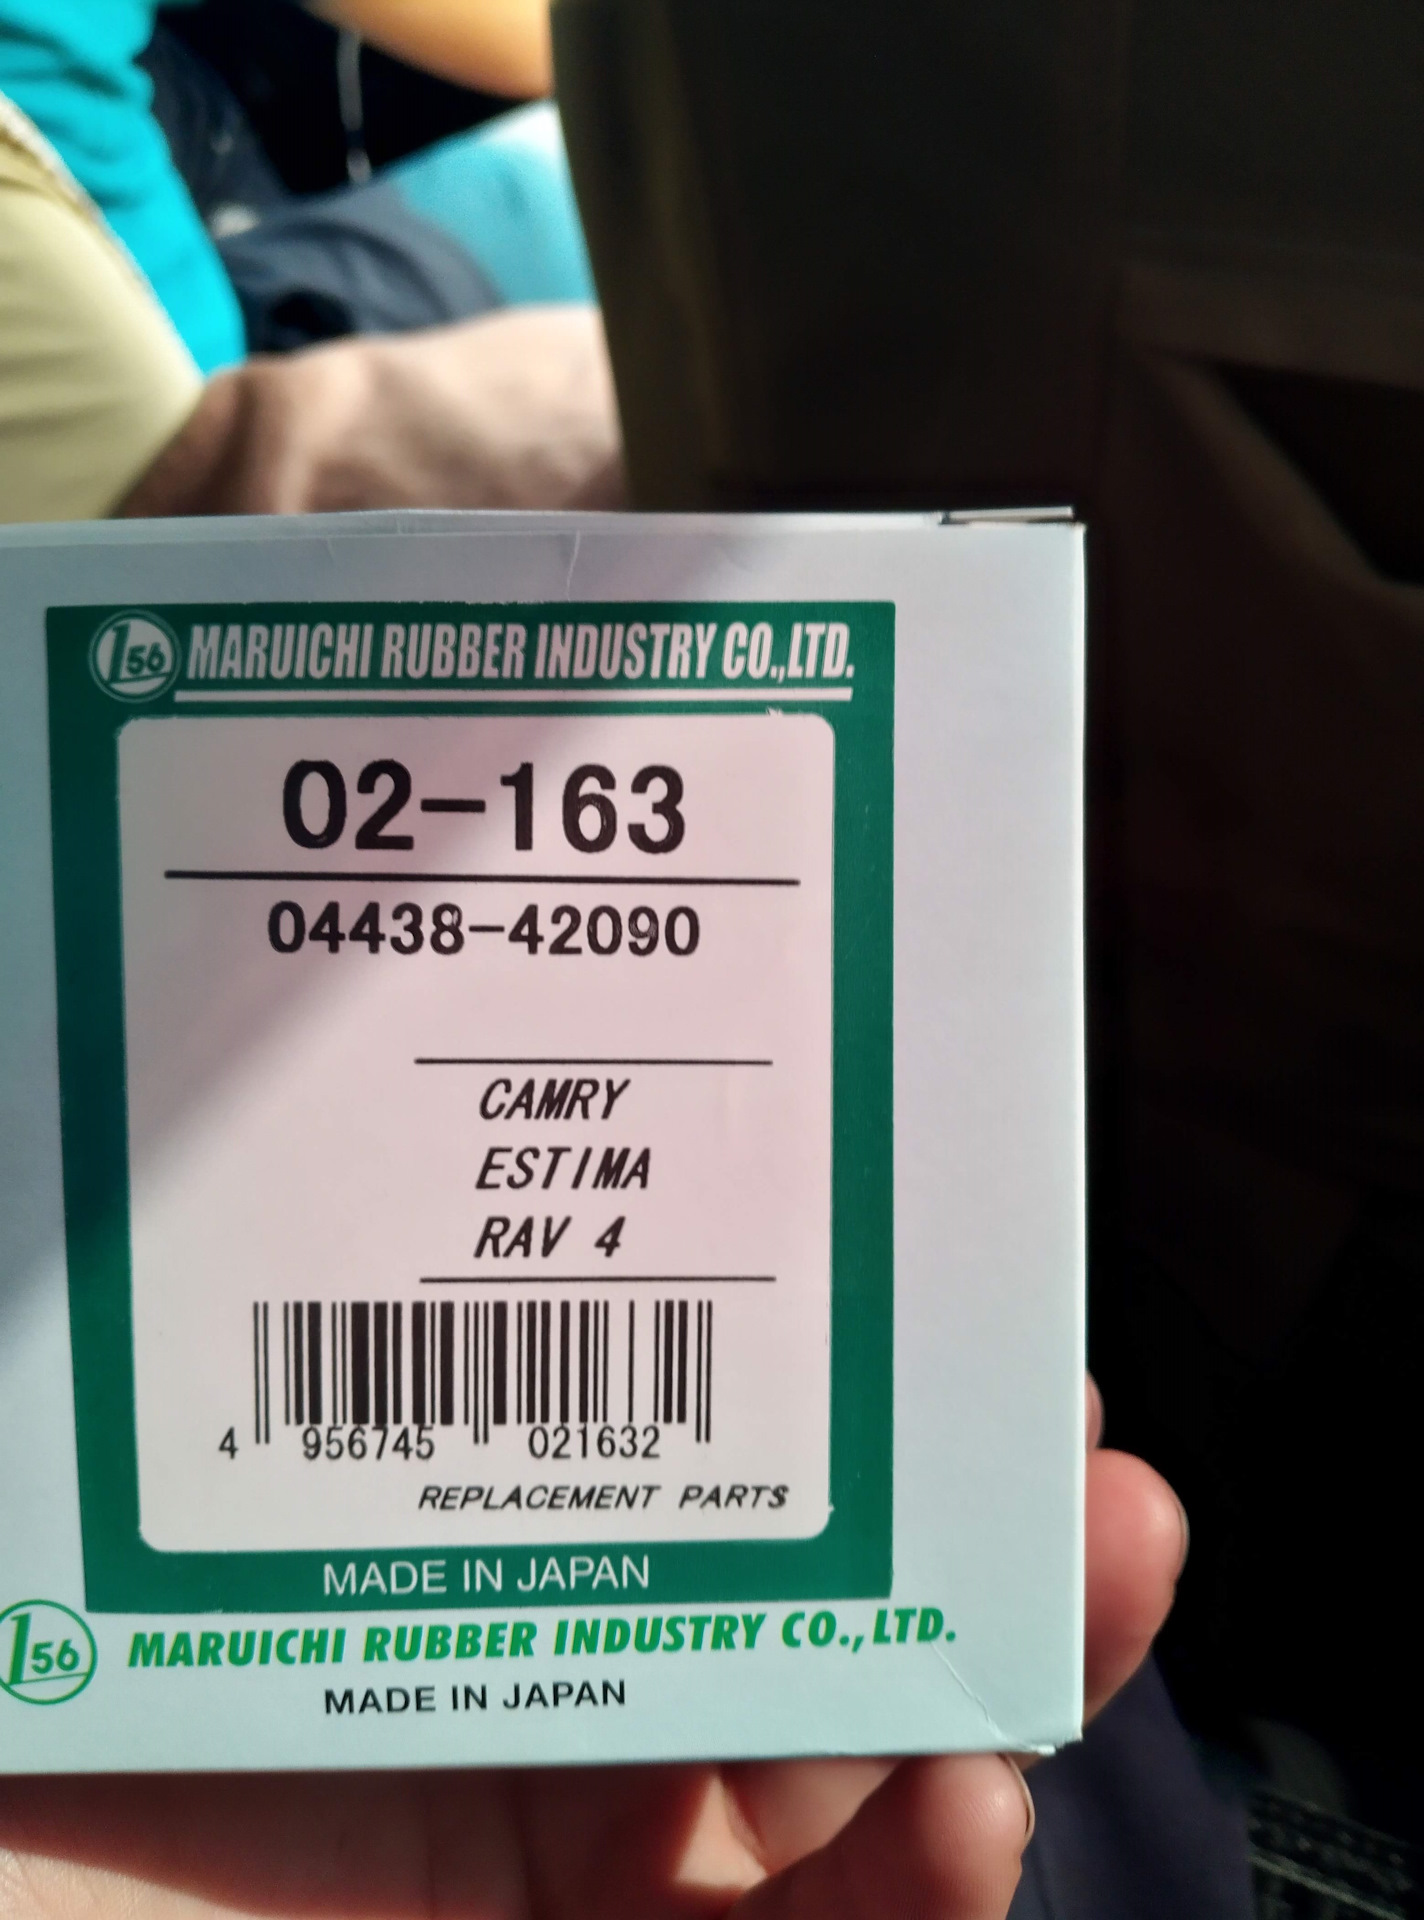 156 MARUICHI RUBBER INDUSTRY CO.,LTD.
02-163
04438-42090
CAMRY
ESTIMA
RAV 4
4 956745 021632
REPLACEMENT PARTS
MADE IN JAPAN
156 MARUICHI RUBBER INDUSTRY CO.,LTD.
MADE IN JAPAN